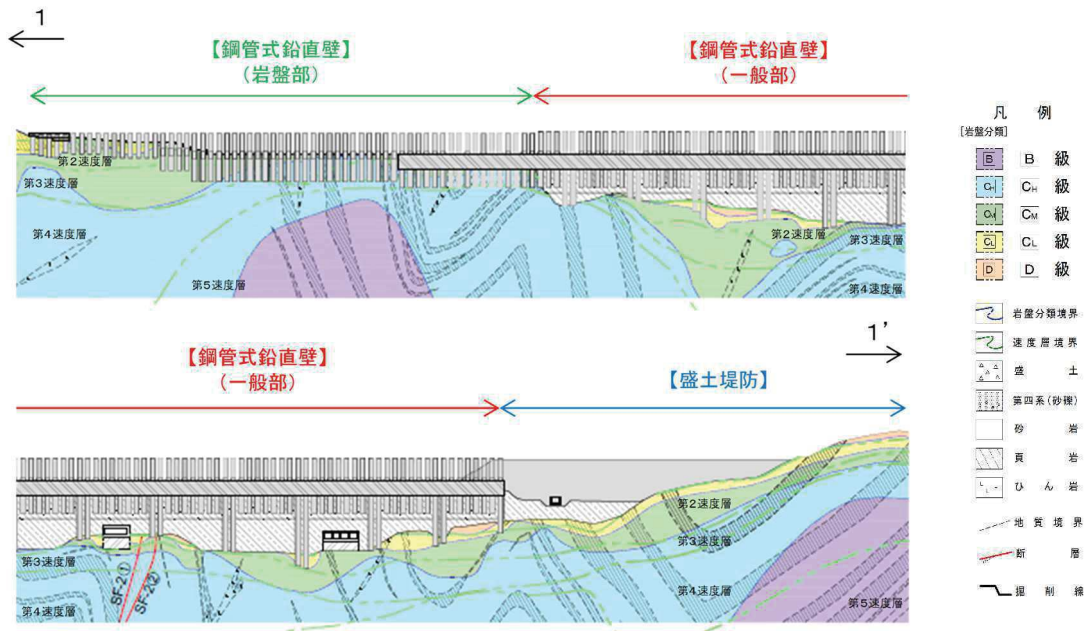 1
【鋼管式鉛直壁】
(岩盤部)
【鋼管式鉛直壁】
(一般部)
第2速度層
第3速度層
第4速度層
第5速度層
第2速度層
第3速度層
第4速度層
1'
【鋼管式鉛直壁】
(一般部)
【盛土堤防】
第3速度層
第4速度層
SF-2①
SF-2②
第2速度層
第3速度層
第4速度層
第5速度層
凡 例
[岩盤分類]
B B 級
CH CH 級
CM CM 級
CL CL 級
D D 級
岩盤分類境界
速度層境界
盛土
第四系(砂礫)
砂岩
頁岩
ひん岩
地質境界
断層
掘削線